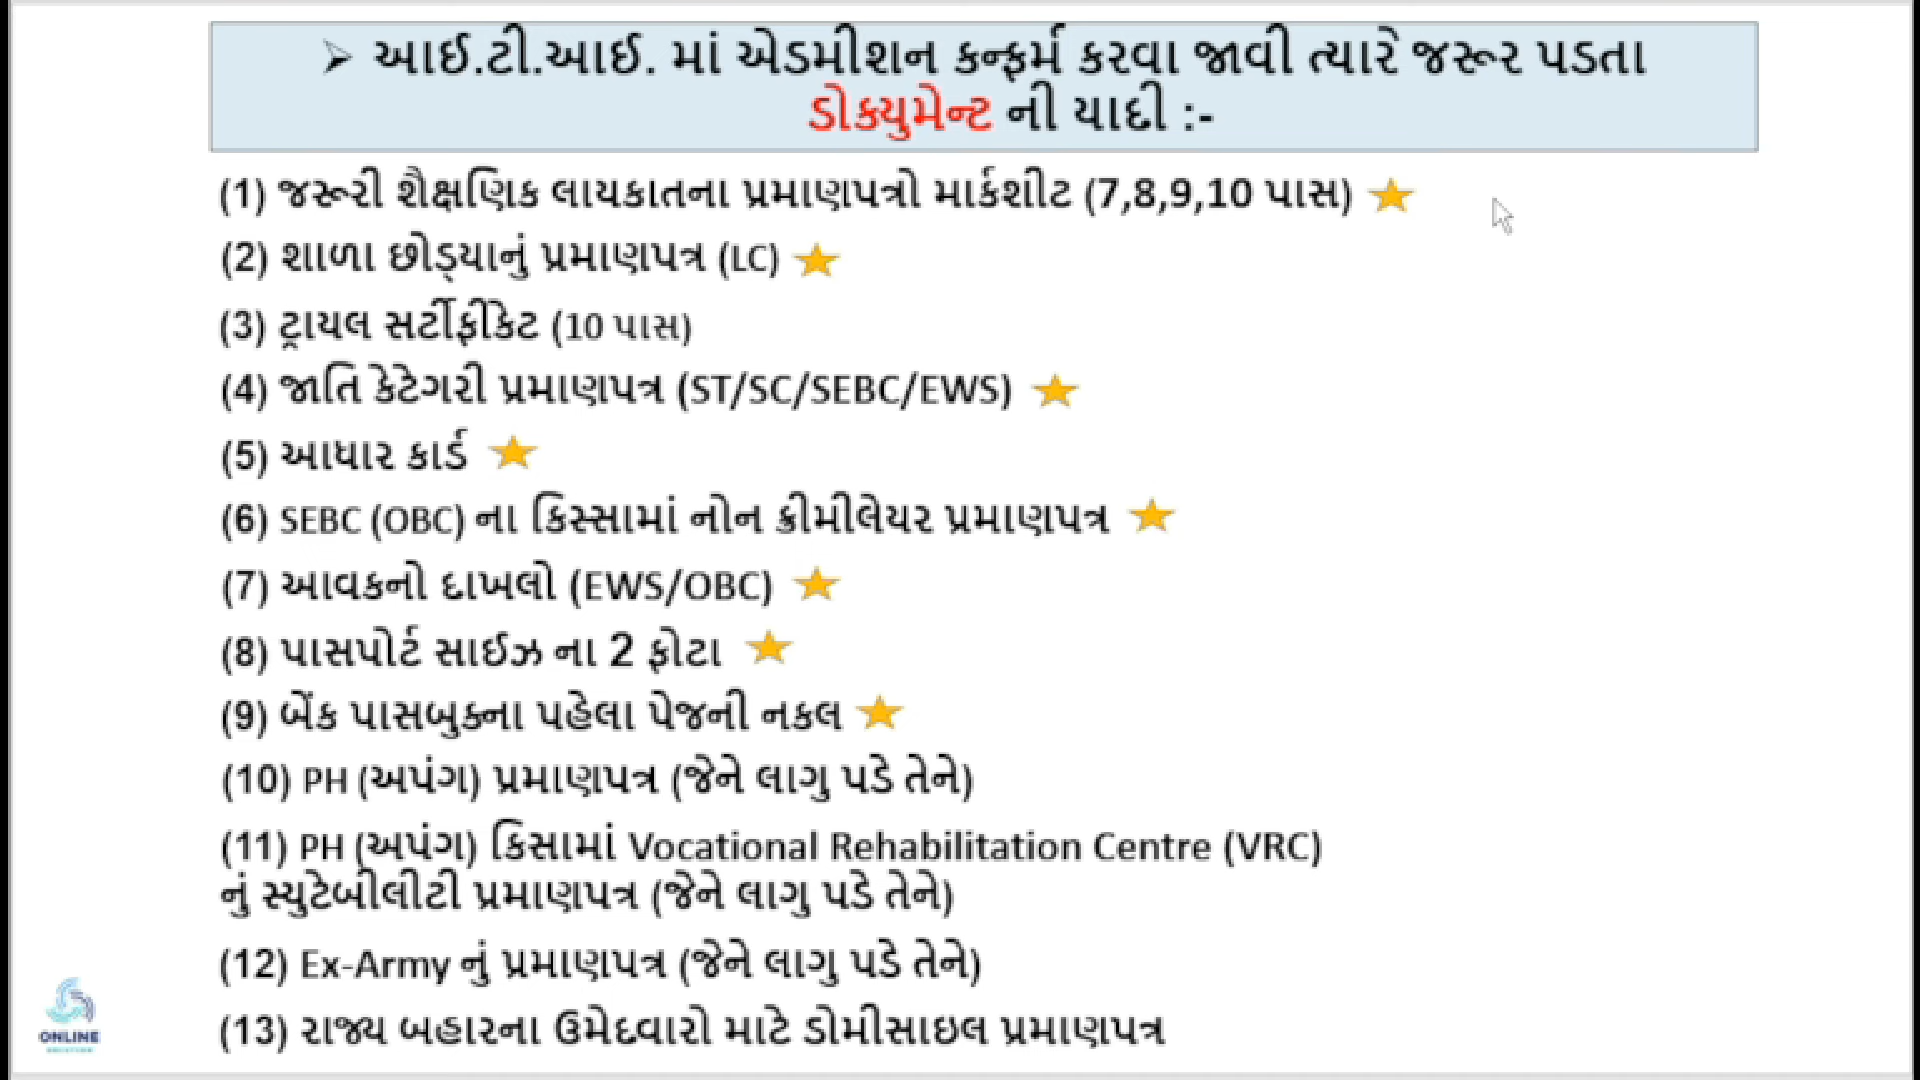 ➢ આઈ.ટી.આઈ. માં એડમીશન કન્ફર્મ કરવા જાવી ત્યારે જરૂર પડતા
ડોક્યુમેન્ટ ની યાદી :-
(1) જરૂરી શૈક્ષણિક લાયકાતના પ્રમાણપત્રો માર્કશીટ (7,8,9,10 પાસ)
(2) શાળા છોડ્યાનું પ્રમાણપત્ર (LC)
(3) ટ્રાયલ સર્ટીફીકેટ (10 પાસ)
(4) જાતિ કેટેગરી પ્રમાણપત્ર (ST/SC/SEBC/EWS)
(5) આધાર કાર્ડ
(6) SEBC (OBC) ના કિસ્સામાં નોન ક્રીમીલેયર પ્રમાણપત્ર
(7) આવકનો દાખલો (EWS/OBC)
(8) પાસપોર્ટ સાઈઝ ના 2 ફોટા
(9) બેંક પાસબુક્ના પહેલા પેજની નકલ
(10) PH (અપંગ) પ્રમાણપત્ર (જેને લાગુ પડે તેને)
(11) PH (અપંગ) કિસામાં Vocational Rehabilitation Centre (VRC)
નું સ્યુટેબીલીટી પ્રમાણપત્ર (જેને લાગુ પડે તેને)
(12) Ex-Army નું પ્રમાણપત્ર (જેને લાગુ પડે તેને)
(13) રાજ્ય બહારના ઉમેદવારો માટે ડોમીસાઇલ પ્રમાણપત્ર
ONLINE